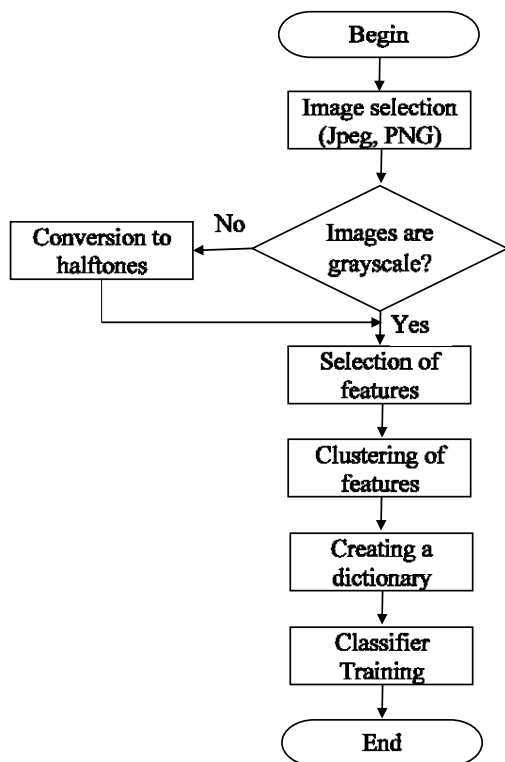 Begin
Image selection
(Jpeg, PNG)
Images are
grayscale?
No
Conversion to
halftones
Yes
Selection of
features
Clustering of
features
Creating a
dictionary
Classifier
Training
End